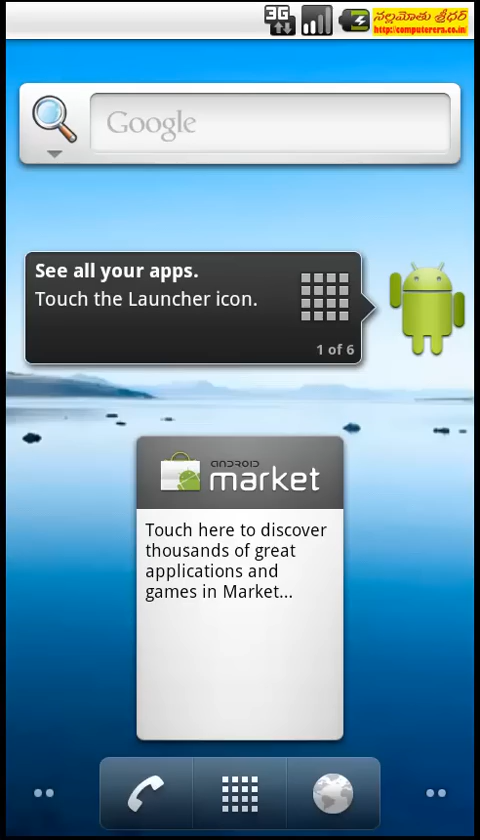 3G
నల్లమోతు శ్రీధర్
http://computerera.co.in/
Google
See all your apps.
Touch the Launcher icon.
1 of 6
ANDROID
market
Touch here to discover
thousands of great
applications and
games in Market...